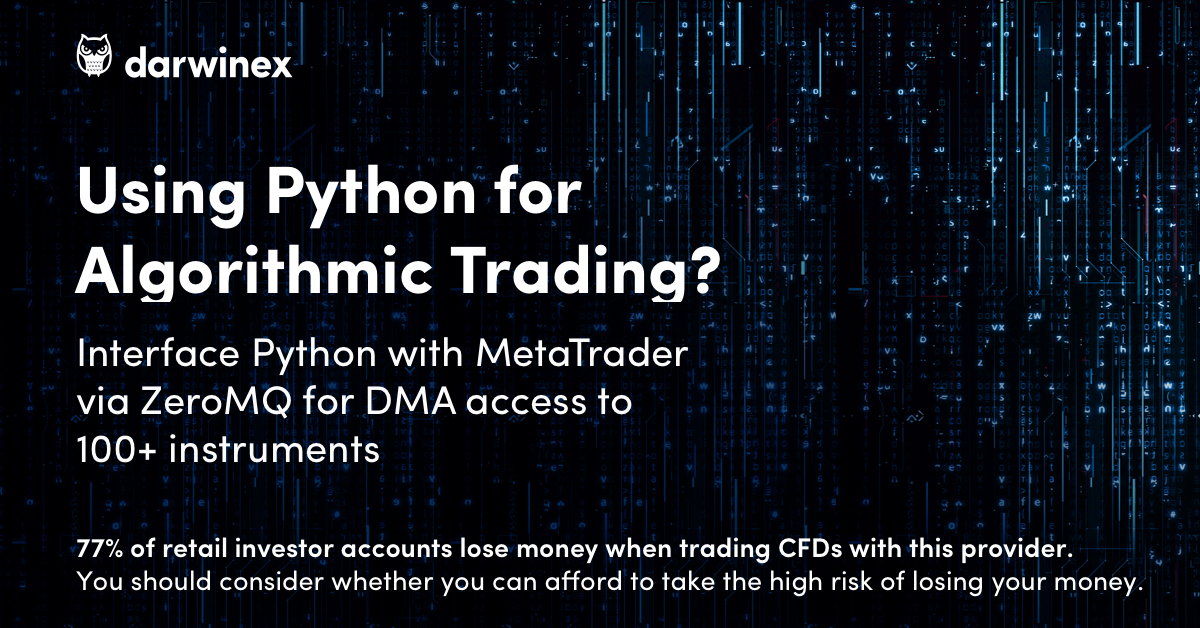 darwinex
Using Python for
Algorithmic Trading?
Interface Python with MetaTrader
via ZeroMQ for DMA access to
100+ instruments
77% of retail investor accounts lose money when trading CFDs with this provider.
You should consider whether you can afford to take the high risk of losing your money.